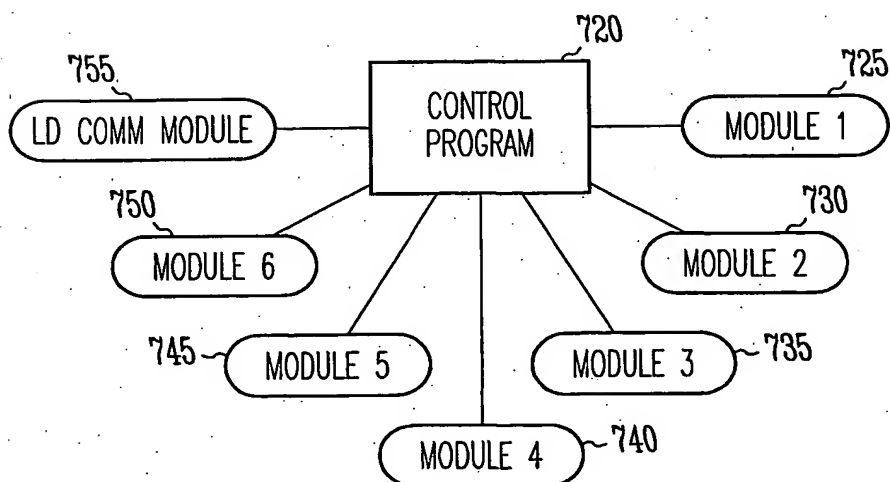 720
755
725
CONTROL
PROGRAM
LD COMM MODULE
MODULE 1
750
730
MODULE 6
MODULE 2
745
MODULE 5
MODULE 3
735
MODULE 4
740